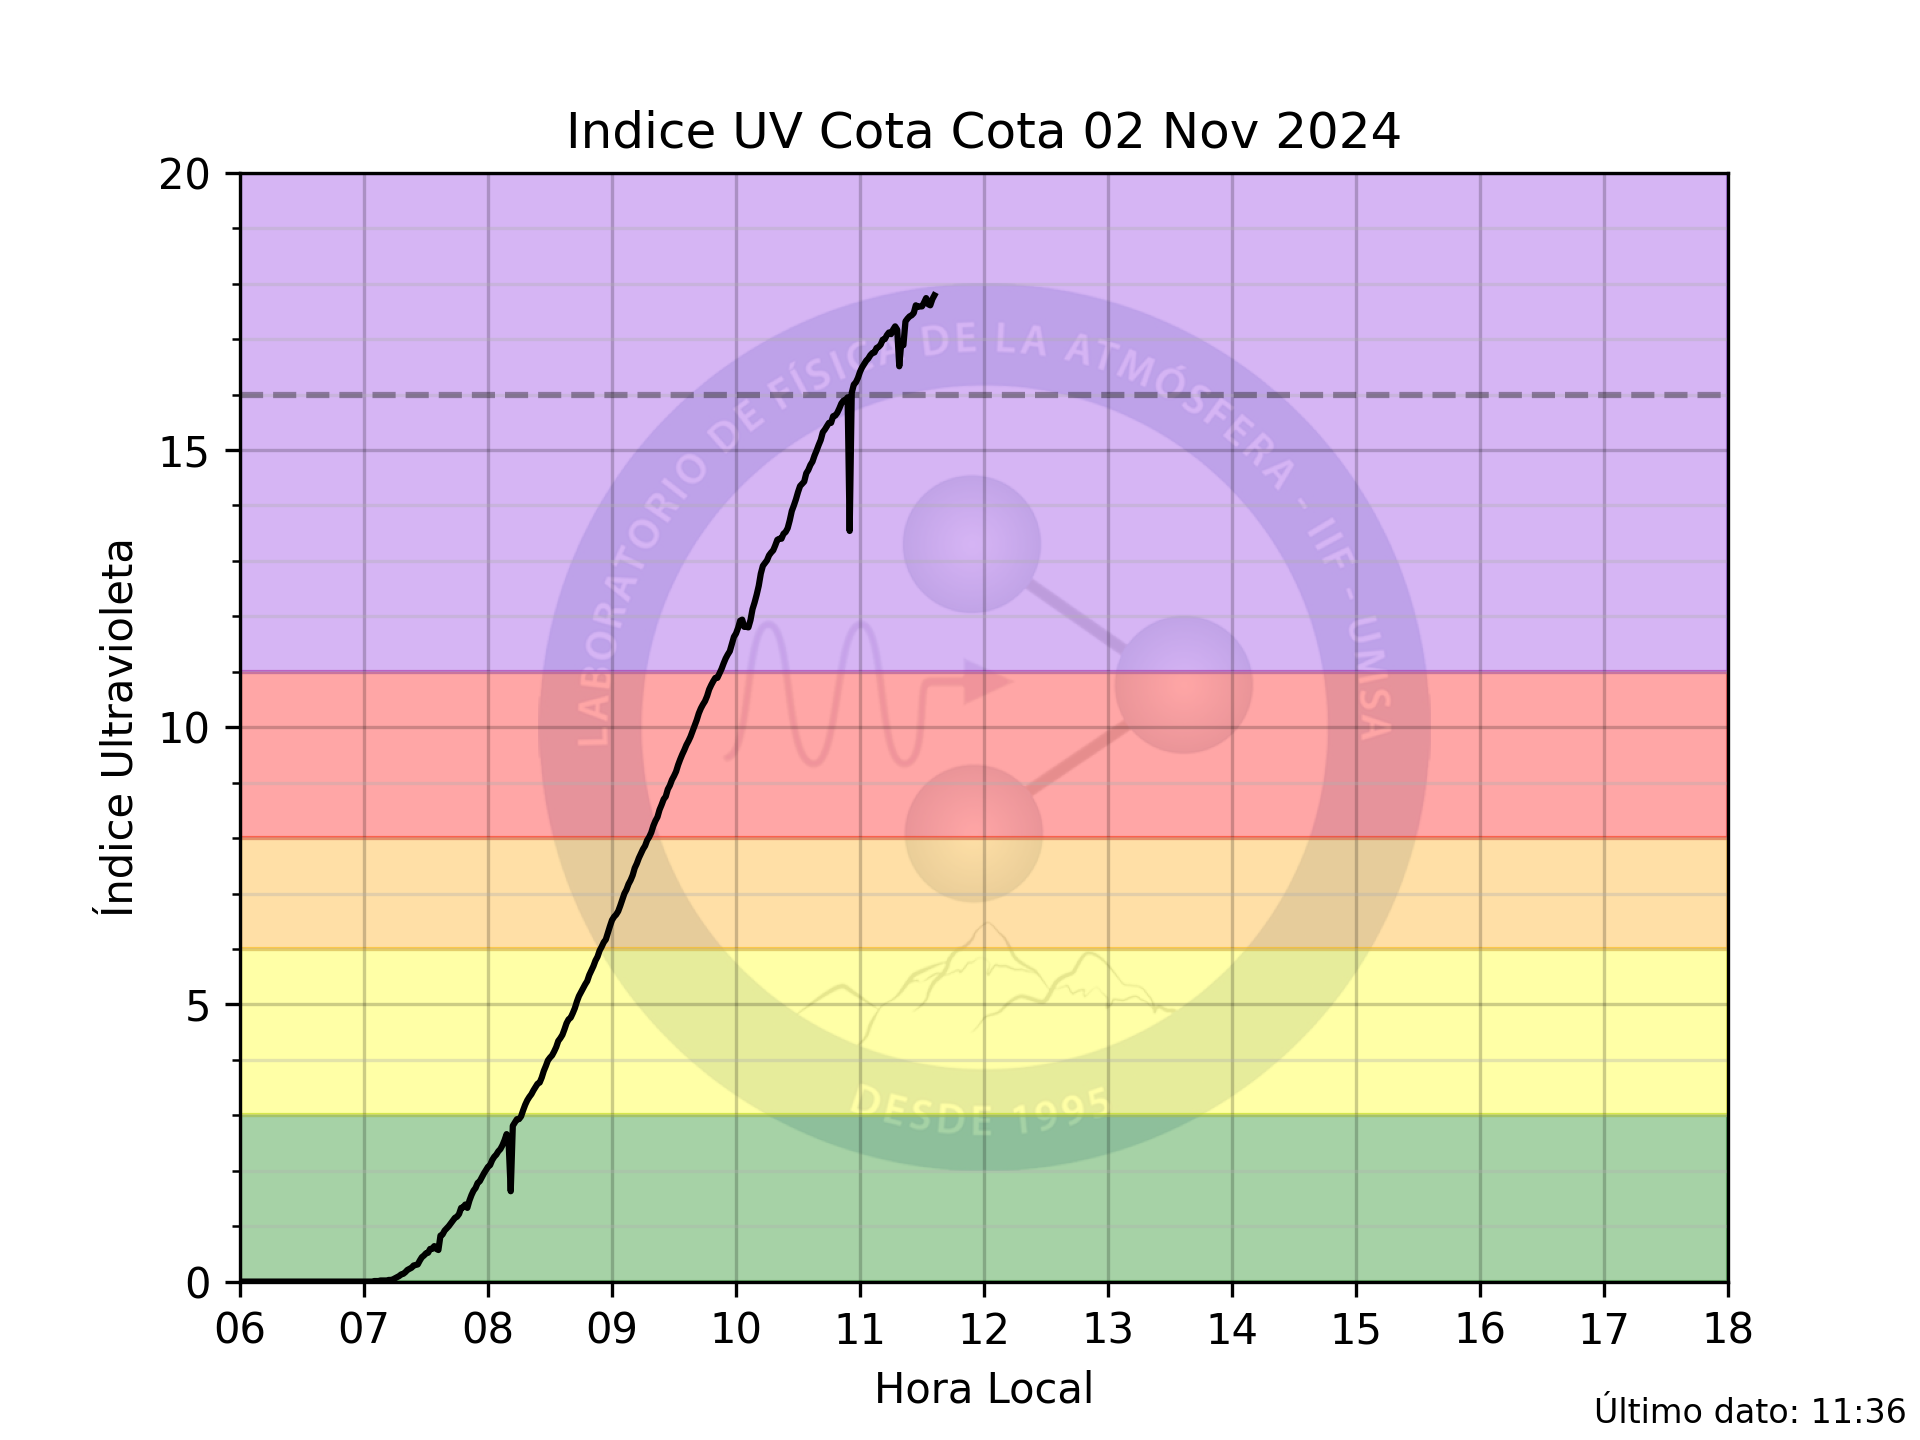 Indice UV Cota Cota 02 Nov 2024
20
15
10
5
0
Índice Ultravioleta
LABORATORIO DE FÍSICA DE LA ATMÓSFERA - IIF - UMSA
DESDE 1995
06 07 08 09 10 11 12 13 14 15 16 17 18
Hora Local
Último dato: 11:36